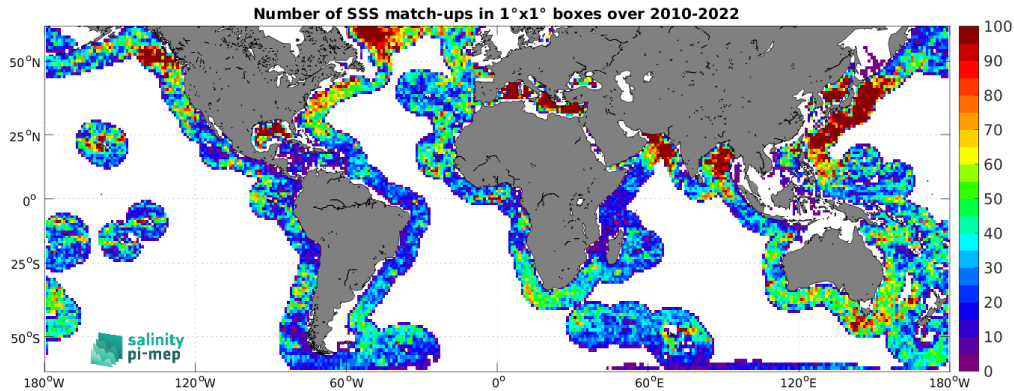 Number of SSS match-ups in 1°x1° boxes over 2010-2022
100
90
80
70
60
50
40
30
20
10
0
50°N
25°N
0°
25°S
50°S
salinity
pi-mep
180°W 120°W 60°W 0° 60°E 120°E 180°W